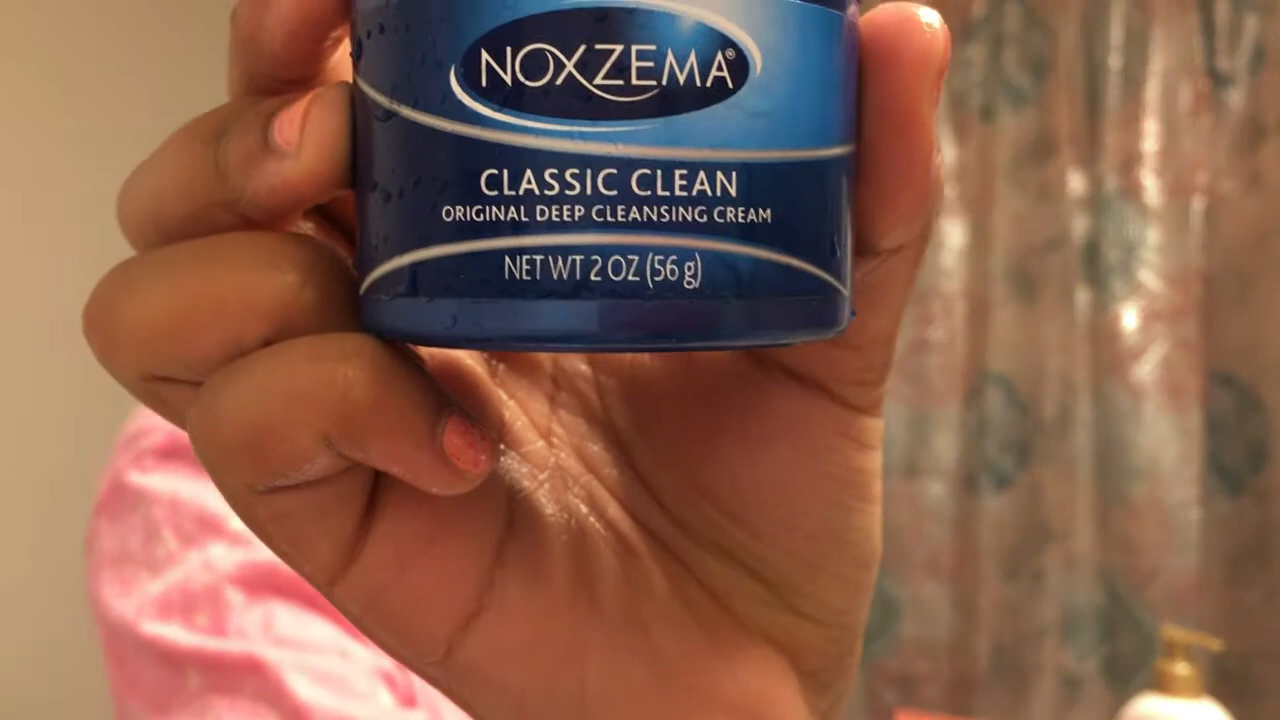 NOXZEMA®
CLASSIC CLEAN
ORIGINAL DEEP CLEANSING CREAM
NET WT 2 OZ (56 g)